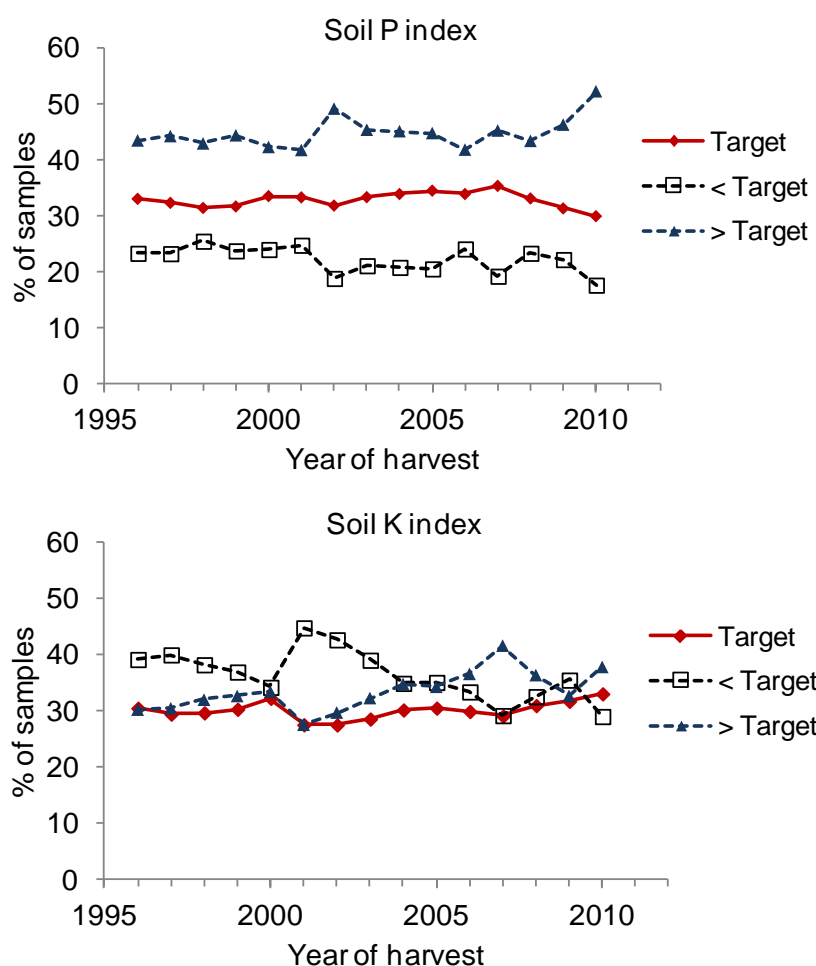 Soil P index
60
50
40
30
20
10
0
% of samples
1995
2000
2005
2010
Year of harvest
Target
< Target
> Target
Soil K index
60
50
40
30
20
10
0
% of samples
1995
2000
2005
2010
Year of harvest
Target
< Target
> Target